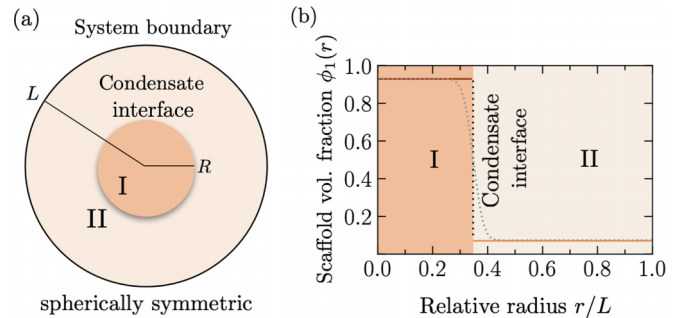 (a)
System boundary
L
Condensate
interface
R
I
II
spherically symmetric
(b)
Scaffold vol. fraction ϕ₁(r)
1.0
0.8
0.6
0.4
0.2
I
Condensate
interface
II
0.0 0.2 0.4 0.6 0.8 1.0
Relative radius r/L